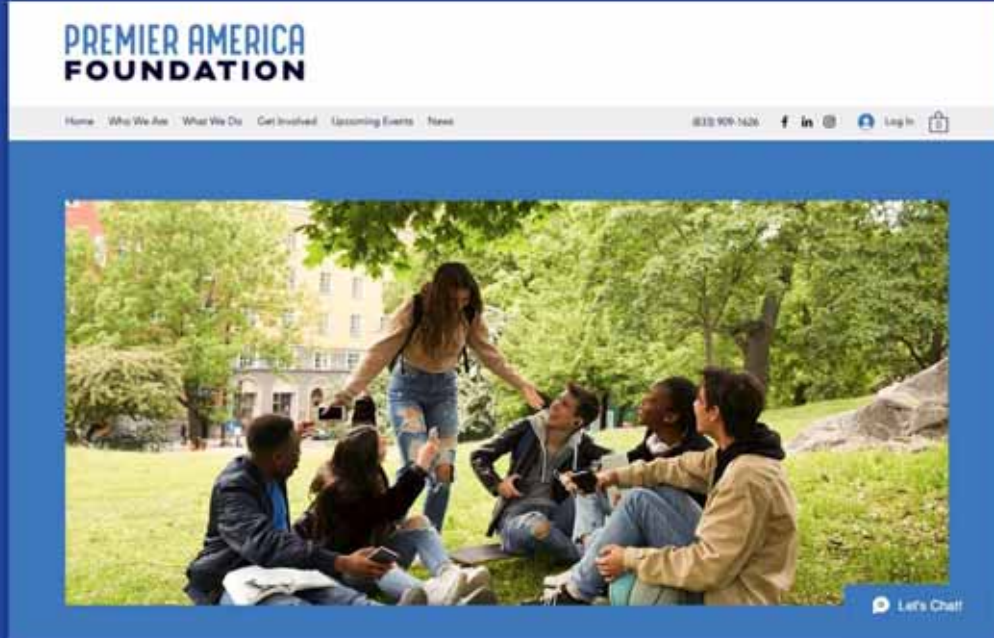 PREMIER AMERICA
FOUNDATION
Home Who We Are What We Do Get Involved Upcoming Events News (833) 909-1626 f in Log In 0
Let's Chat!